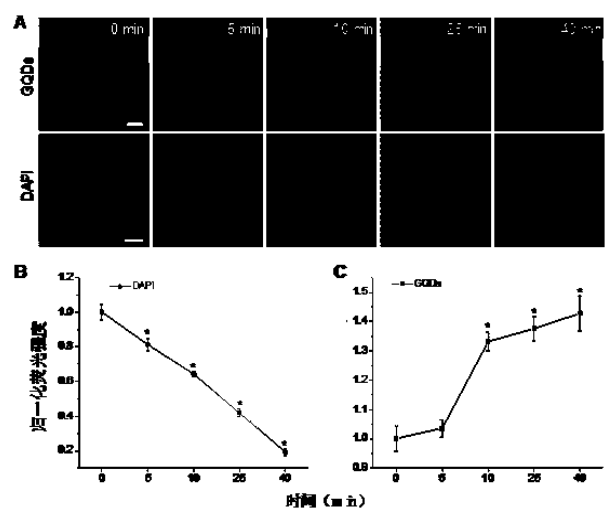 A
0 min 5 min 10 min 25 min 40 min
GQDs
DAPI
B
C
DAPI
GQDs
归一化荧光强度
1.2
1.0
0.8
0.6
0.4
0.2
0 5 10 25 40
1.5
1.4
1.3
1.2
1.1
1.0
0.9
0 5 10 25 40
时间（min）